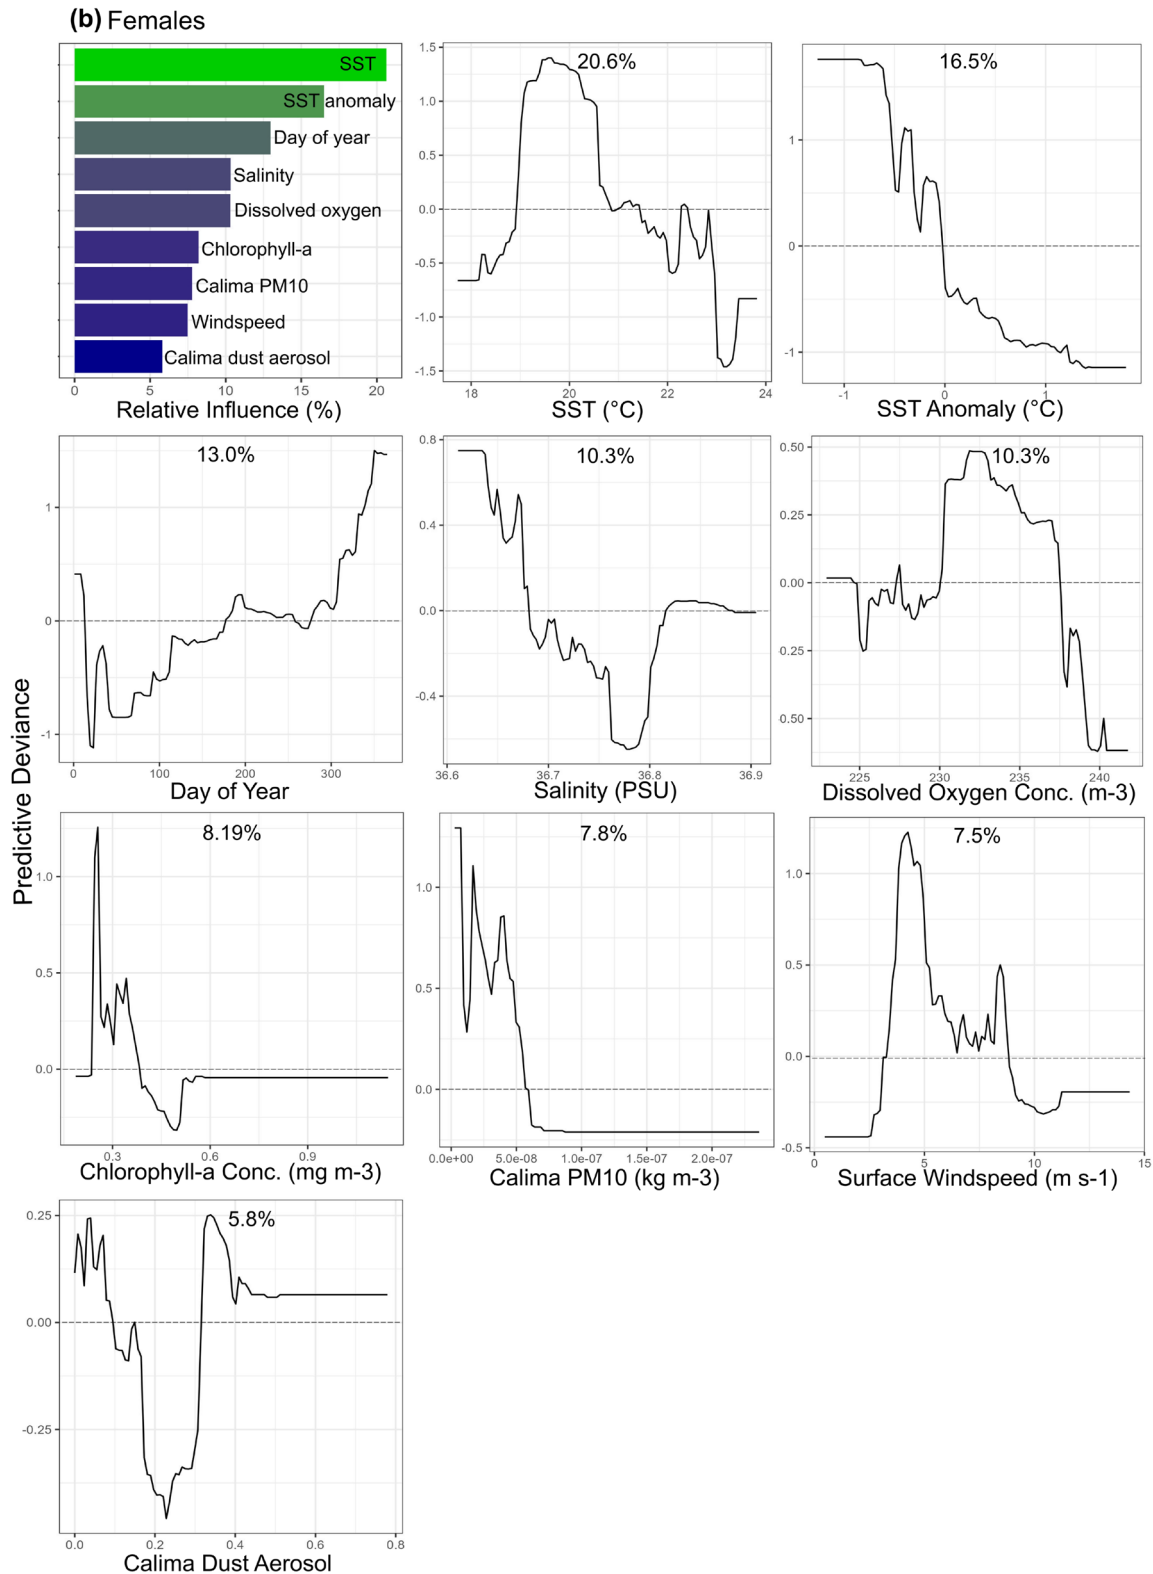 (b) Females
SST
SST anomaly
Day of year
Salinity
Dissolved oxygen
Chlorophyll-a
Calima PM10
Windspeed
Calima dust aerosol
0 5 10 15 20
Relative Influence (%)
20.6%
1.5
1.0
0.5
0.0
-0.5
-1.0
-1.5
18 20 22 24
SST (°C)
16.5%
1
0
-1
-1 0 1
SST Anomaly (°C)
Predictive Deviance
13.0%
1
0
-1
0 100 200 300
Day of Year
10.3%
0.8
0.4
0.0
-0.4
36.6 36.7 36.8 36.9
Salinity (PSU)
10.3%
0.50
0.25
0.00
-0.25
-0.50
225 230 235 240
Dissolved Oxygen Conc. (m-3)
8.19%
1.0
0.5
0.0
0.3 0.6 0.9
Chlorophyll-a Conc. (mg m-3)
7.8%
1.0
0.5
0.0
0.0e+00 5.0e-08 1.0e-07 1.5e-07 2.0e-07
Calima PM10 (kg m-3)
7.5%
1.0
0.5
0.0
-0.5
0 5 10 15
Surface Windspeed (m s-1)
5.8%
0.25
0.00
-0.25
0.0 0.2 0.4 0.6 0.8
Calima Dust Aerosol